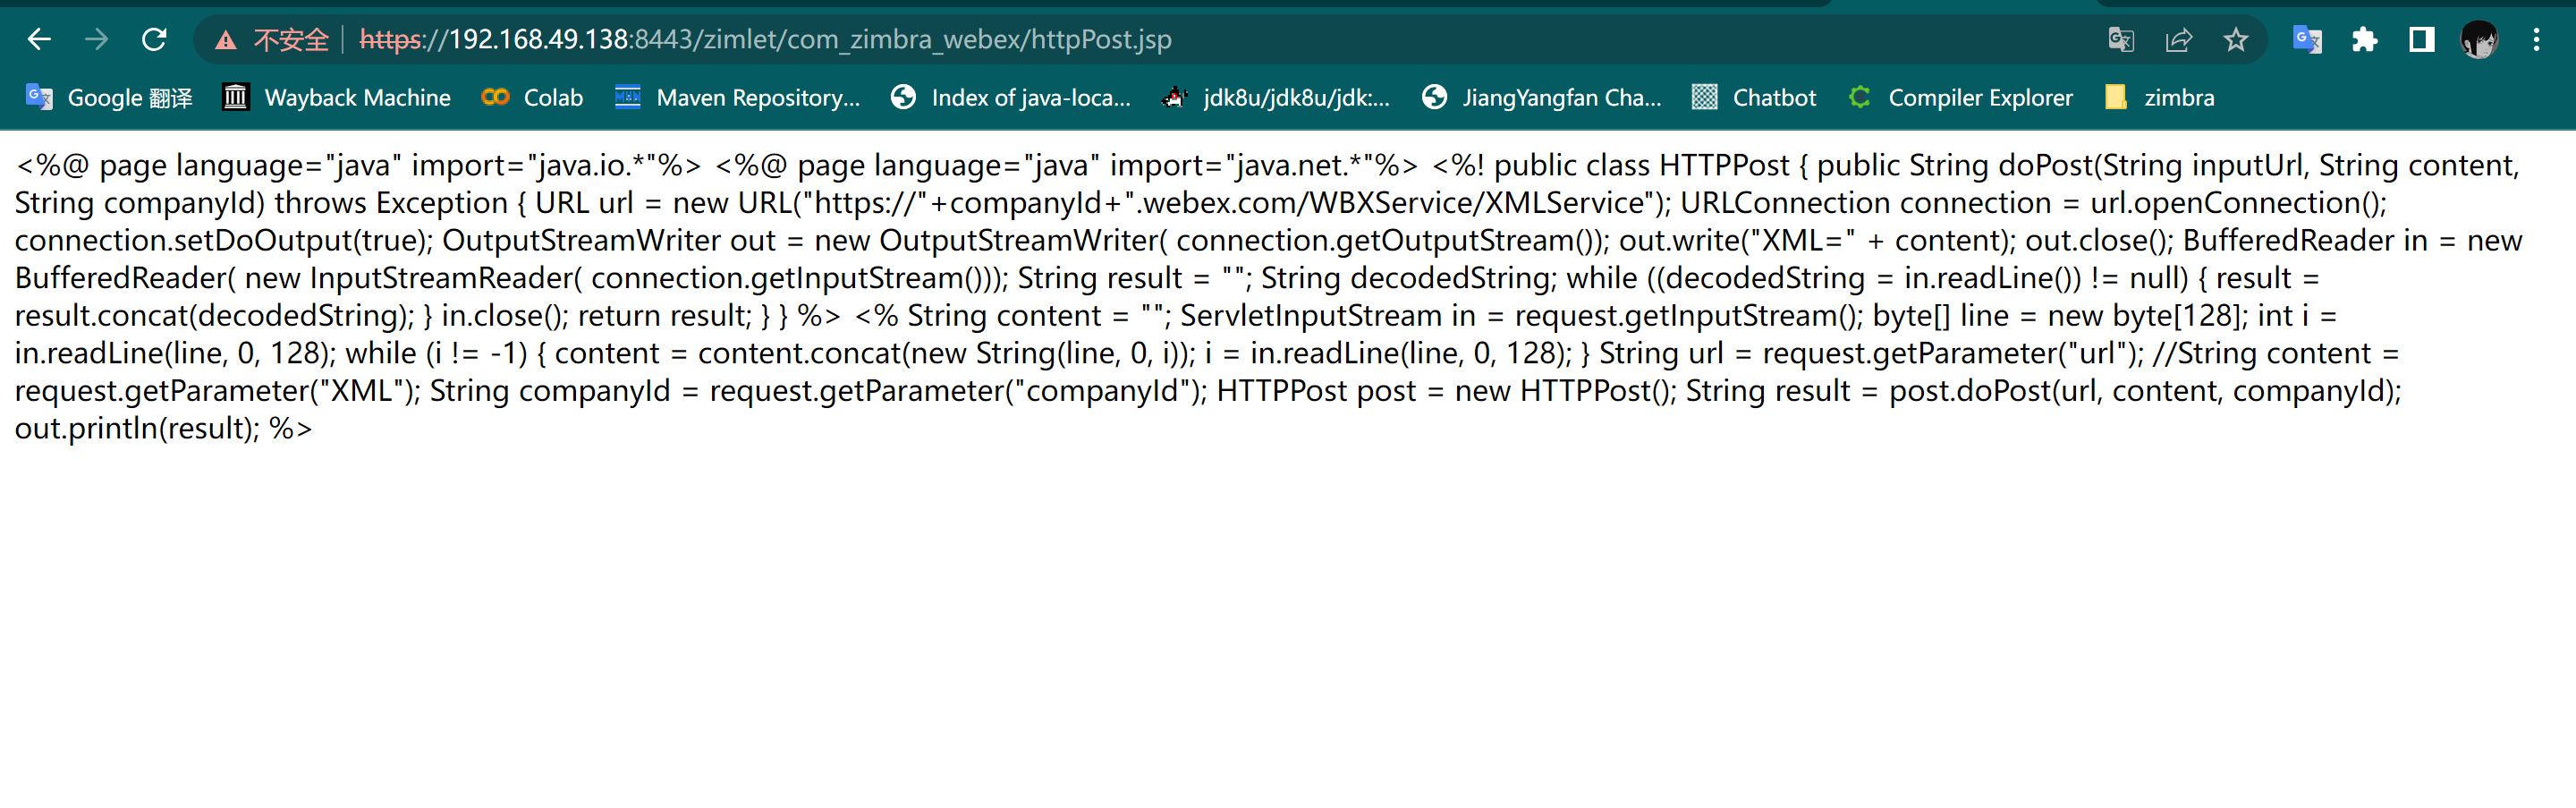 不安全 https://192.168.49.138:8443/zimlet/com_zimbra_webex/httpPost.jsp
Google 翻译 Wayback Machine Colab Maven Repository... Index of java-loca... jdk8u/jdk8u/jdk:... JiangYangfan Cha... Chatbot Compiler Explorer zimbra
<%@ page language="java" import="java.io.*"%> <%@ page language="java" import="java.net.*"%> <%! public class HTTPPost { public String doPost(String inputUrl, String content,
String companyId) throws Exception { URL url = new URL("https://"+companyId+".webex.com/WBXService/XMLService"); URLConnection connection = url.openConnection();
connection.setDoOutput(true); OutputStreamWriter out = new OutputStreamWriter( connection.getOutputStream()); out.write("XML=" + content); out.close(); BufferedReader in = new
BufferedReader( new InputStreamReader( connection.getInputStream())); String result = ""; String decodedString; while ((decodedString = in.readLine()) != null) { result =
result.concat(decodedString); } in.close(); return result; } } %> <% String content = ""; ServletInputStream in = request.getInputStream(); byte[] line = new byte[128]; int i =
in.readLine(line, 0, 128); while (i != -1) { content = content.concat(new String(line, 0, i)); i = in.readLine(line, 0, 128); } String url = request.getParameter("url"); //String content =
request.getParameter("XML"); String companyId = request.getParameter("companyId"); HTTPPost post = new HTTPPost(); String result = post.doPost(url, content, companyId);
out.println(result); %>